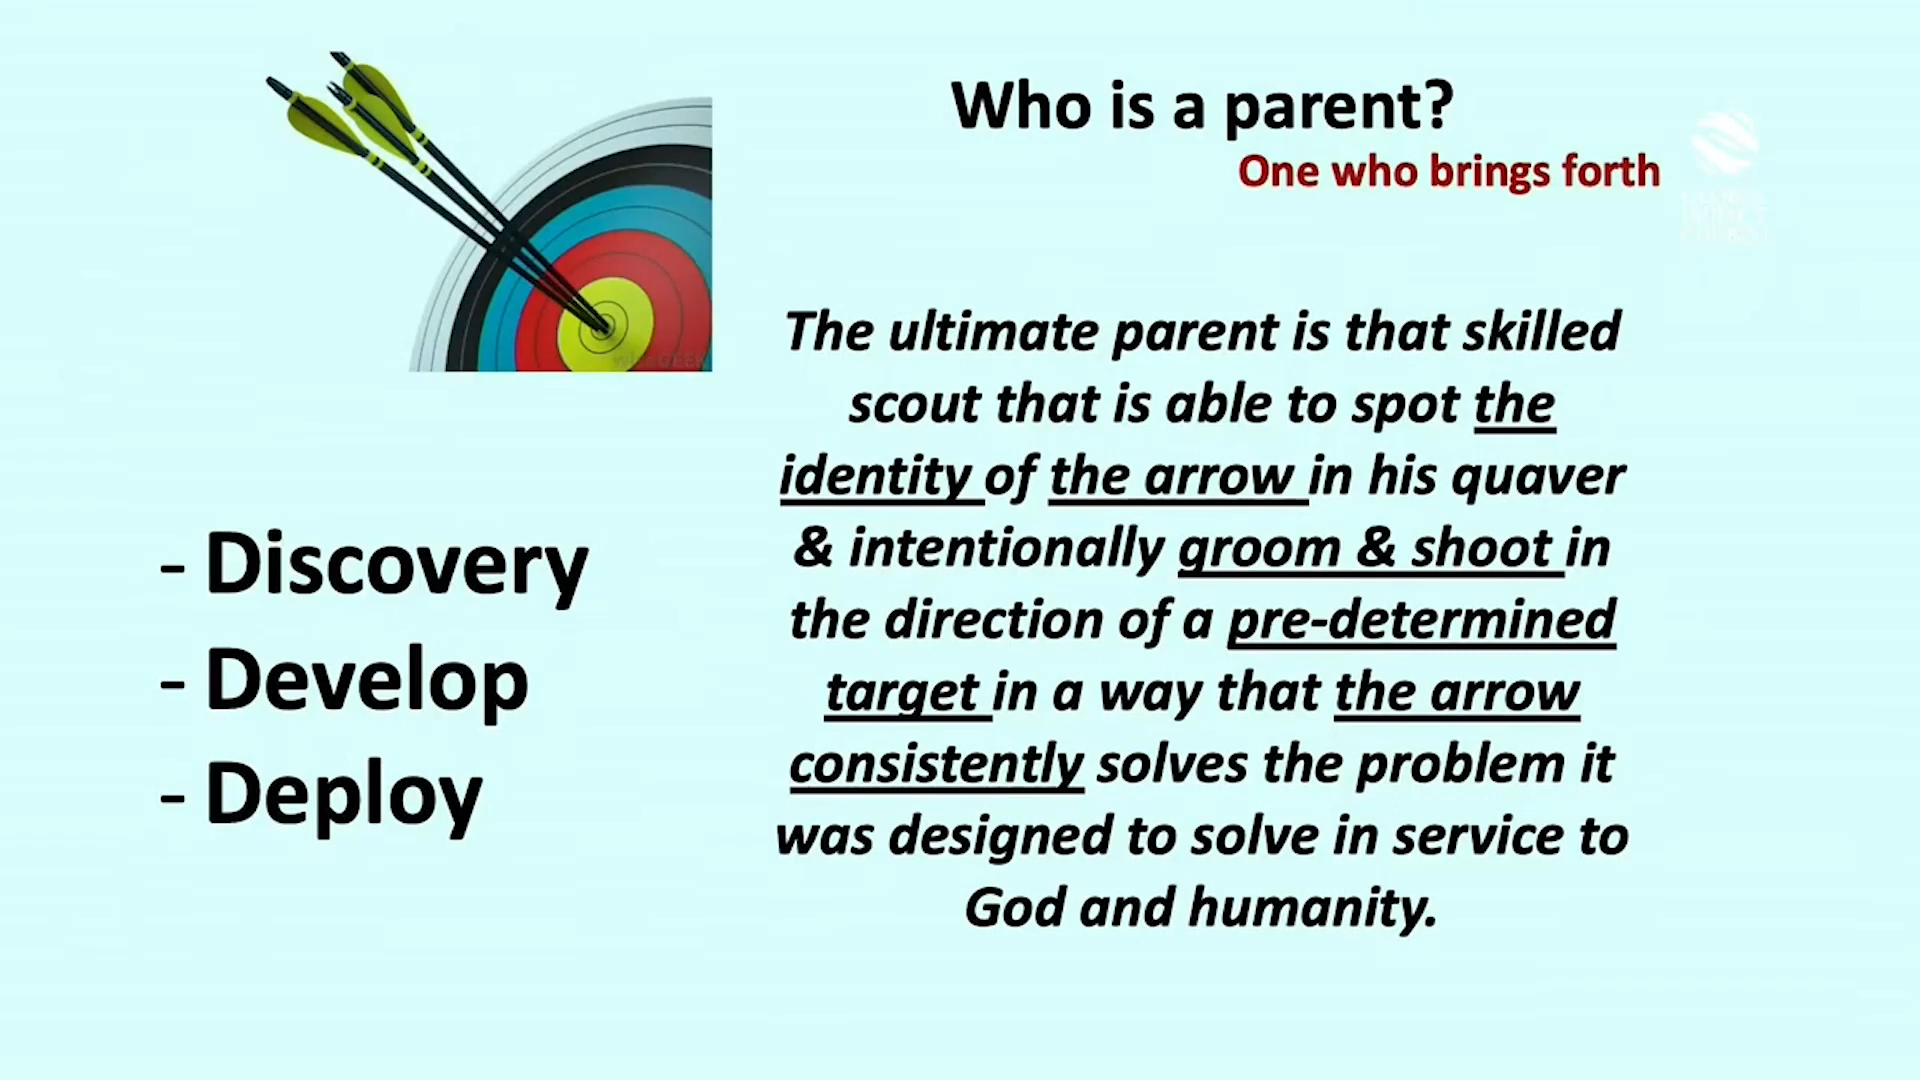 Who is a parent?
One who brings forth
The ultimate parent is that skilled
scout that is able to spot the
identity of the arrow in his quaver
& intentionally groom & shoot in
the direction of a pre-determined
target in a way that the arrow
consistently solves the problem it
was designed to solve in service to
God and humanity.
- Discovery
- Develop
- Deploy